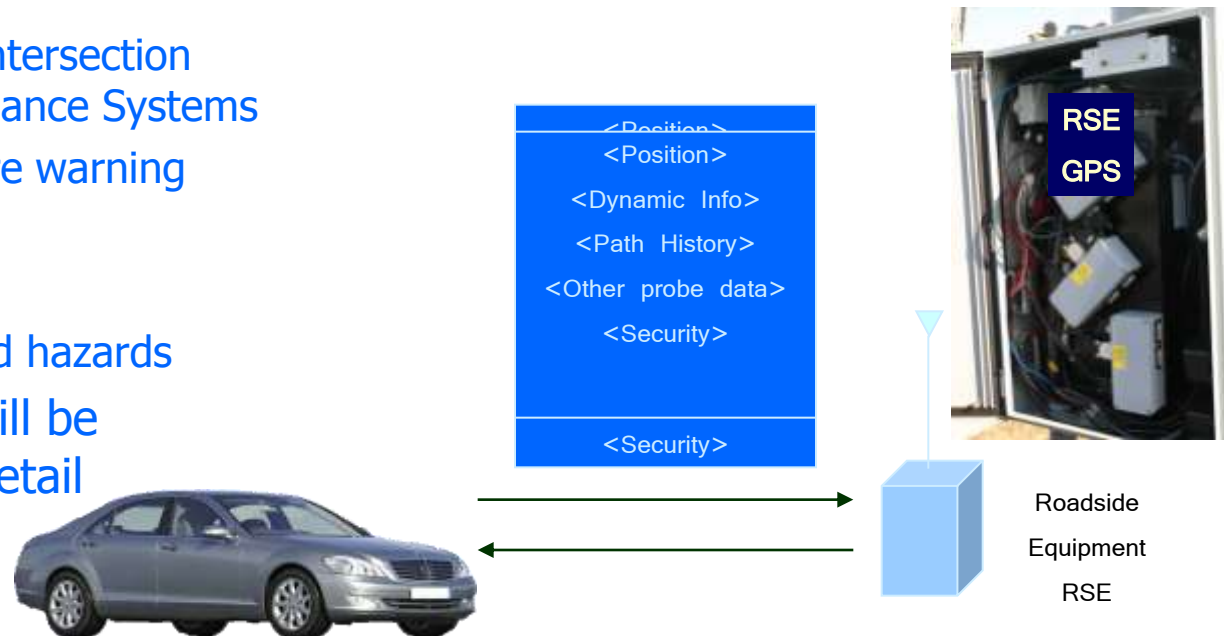 ntersection
ance Systems
e warning
d hazards
ill be
etail
<Position>
<Position>
<Dynamic Info>
<Path History>
<Other probe data>
<Security>
<Security>
RSE
GPS
Roadside
Equipment
RSE